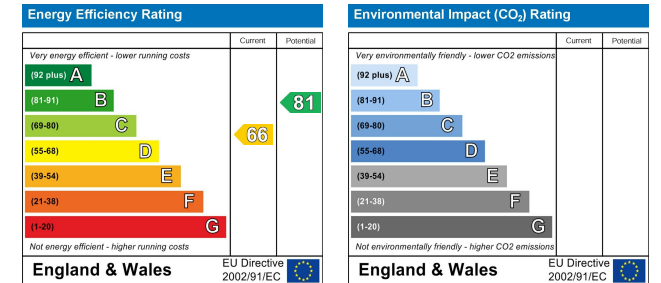 Energy Efficiency Rating
Current Potential
Very energy efficient - lower running costs
(92 plus) A
(81-91) B
(69-80) C
(55-68) D
(39-54) E
(21-38) F
(1-20) G
66
81
Not energy efficient - higher running costs
England & Wales
EU Directive
2002/91/EC
Environmental Impact (CO₂) Rating
Current Potential
Very environmentally friendly - lower CO2 emissions
(92 plus) A
(81-91) B
(69-80) C
(55-68) D
(39-54) E
(21-38) F
(1-20) G
Not environmentally friendly - higher CO2 emissions
England & Wales
EU Directive
2002/91/EC